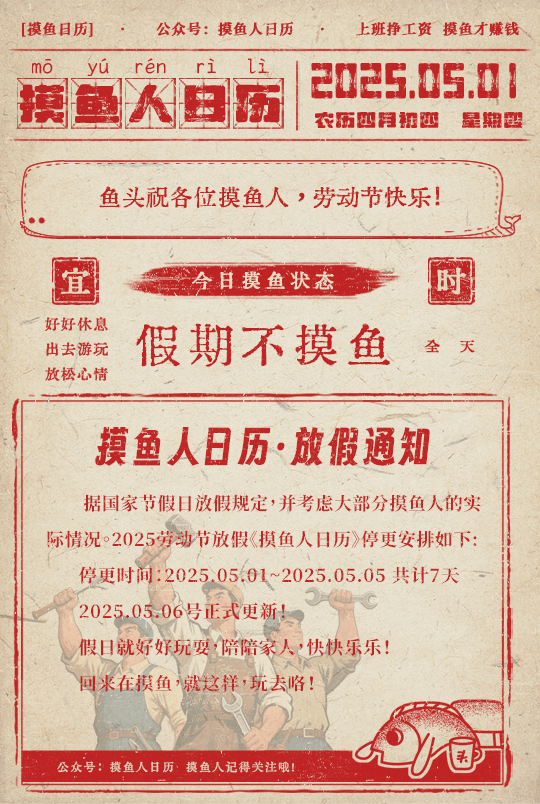 [摸鱼日历] · 公众号：摸鱼人日历 · 上班挣工资 摸鱼才赚钱
mō yú rén rì lì
摸鱼人日历
2025.05.01
农历四月初四 星期四
鱼头祝各位摸鱼人，劳动节快乐！
宜
今日摸鱼状态
时
好好休息
出去游玩
放松心情
假期不摸鱼
全 天
摸鱼人日历·放假通知
据国家节假日放假规定，并考虑大部分摸鱼人的实
际情况。2025劳动节放假《摸鱼人日历》停更安排如下：
停更时间：2025.05.01~2025.05.05 共计7天
2025.05.06号正式更新！
假日就好好玩耍，陪陪家人，快快乐乐！
回来在摸鱼，就这样，玩去咯！
头
公众号：摸鱼人日历 摸鱼人记得关注哦！